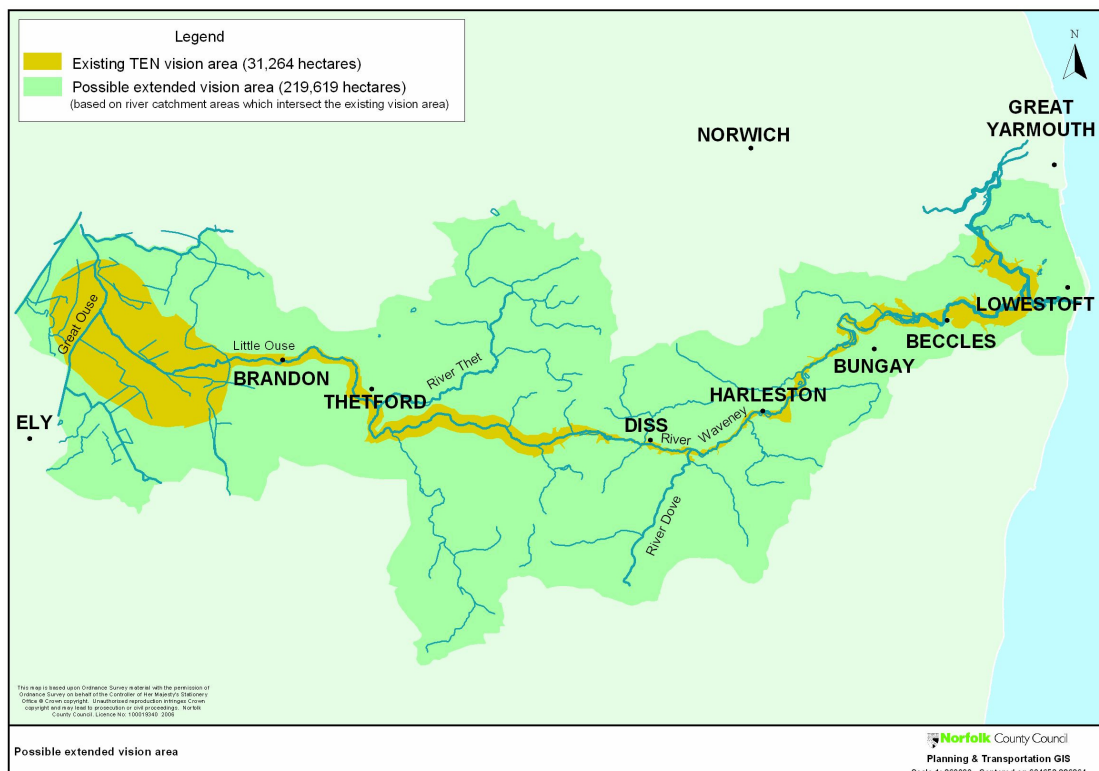 Legend
Existing TEN vision area (31,264 hectares)
Possible extended vision area (219,619 hectares)
(based on river catchment areas which intersect the existing vision area)
N
GREAT
YARMOUTH
NORWICH
Great Ouse
Little Ouse
BRANDON
River Thet
THETFORD
ELY
LOWESTOFT
BECCLES
BUNGAY
HARLESTON
DISS
River Waveney
River Dove
This map is based upon Ordnance Survey material with the permission of
Ordnance Survey on behalf of the Controller of Her Majesty's Stationery
Office © Crown copyright. Unauthorised reproduction infringes Crown
copyright and may lead to prosecution or civil proceedings. Norfolk
County Council. Licence No: 100019340 2006
Possible extended vision area
Norfolk County Council
Planning & Transportation GIS